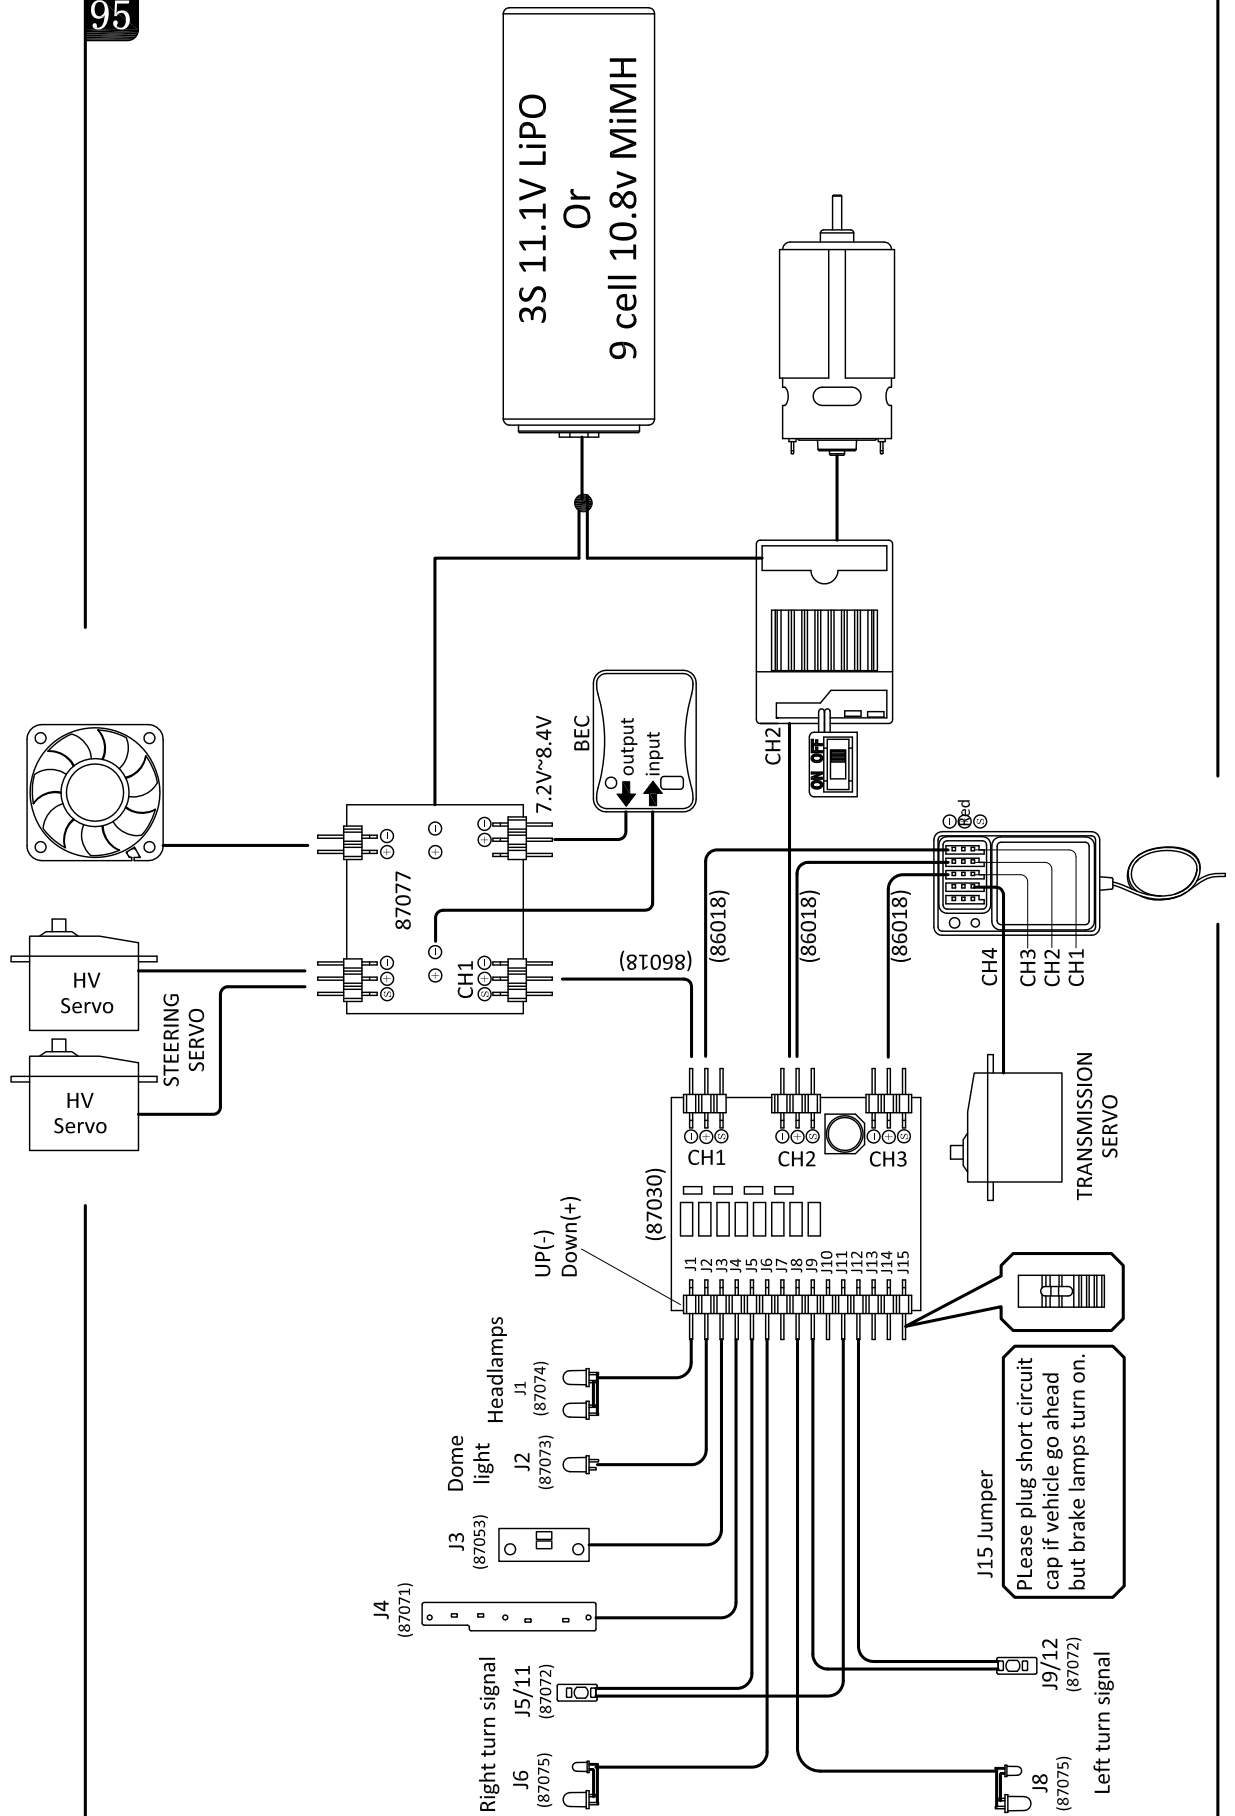 95
3S 11.1V LiPO
Or
9 cell 10.8v MiMH
HV
Servo
HV
Servo
STEERING
SERVO
87077
CH1
S
+
-
S
+
-
+
-
+
-
+
-
+
-
7.2V~8.4V
BEC
output
input
(86018)
(86018)
(86018)
(86018)
CH2
ON OFF
-
Red
S
CH4
CH3
CH2
CH1
TRANSMISSION
SERVO
(87030)
-
+
S
CH1
-
+
S
CH2
-
+
S
CH3
UP(-)
Down(+)
J1
J2
J3
J4
J5
J6
J7
J8
J9
J10
J11
J12
J13
J14
J15
Headlamps
J1
(87074)
Dome
light
J2
(87073)
J3
(87053)
J4
(87071)
Right turn signal
J5/11
(87072)
J6
(87075)
J15 Jumper
PLease plug short circuit
cap if vehicle go ahead
but brake lamps turn on.
J9/12
(87072)
Left turn signal
J8
(87075)